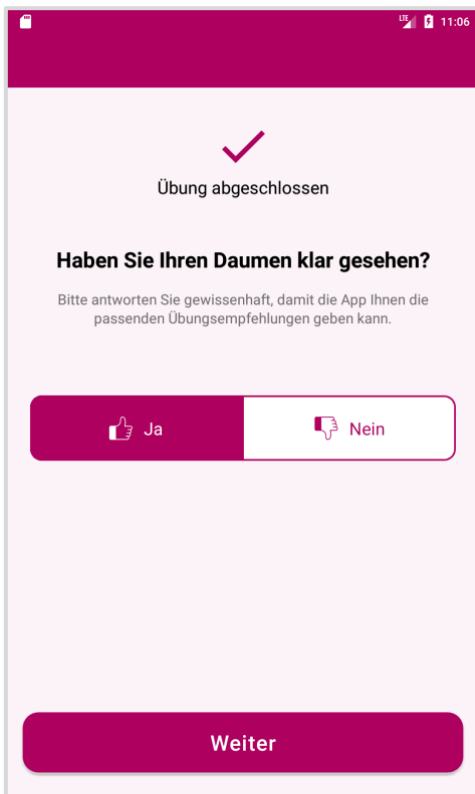 LTE 11:06
Übung abgeschlossen
Haben Sie Ihren Daumen klar gesehen?
Bitte antworten Sie gewissenhaft, damit die App Ihnen die
passenden Übungsempfehlungen geben kann.
Ja Nein
Weiter